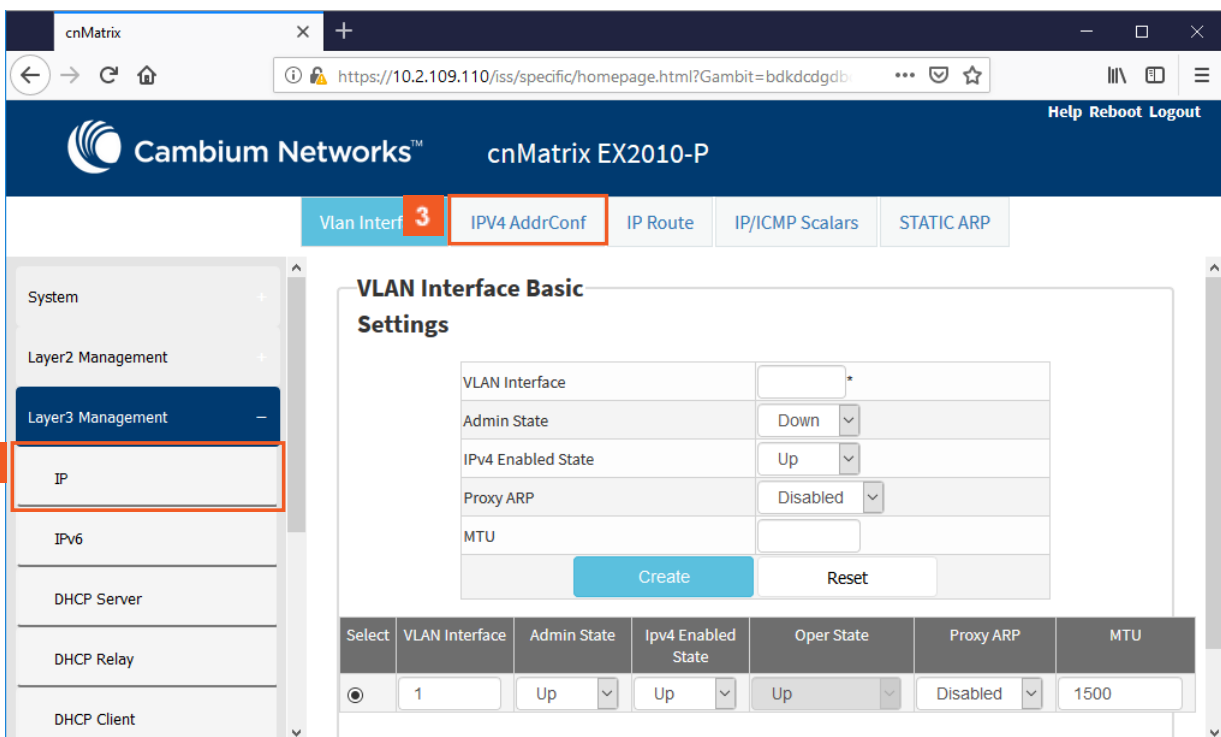 cnMatrix
https://10.2.109.110/iss/specific/homepage.html?Gambit=bdkdcdgdb
Help Reboot Logout
Cambium Networks™ cnMatrix EX2010-P
Vlan Interf 3 IPV4 AddrConf IP Route IP/ICMP Scalars STATIC ARP
System
Layer2 Management
Layer3 Management
IP
IPv6
DHCP Server
DHCP Relay
DHCP Client
VLAN Interface Basic
Settings
VLAN Interface *
Admin State Down
IPv4 Enabled State Up
Proxy ARP Disabled
MTU
Create Reset
Select VLAN Interface Admin State Ipv4 Enabled State Oper State Proxy ARP MTU
1 Up Up Up Disabled 1500